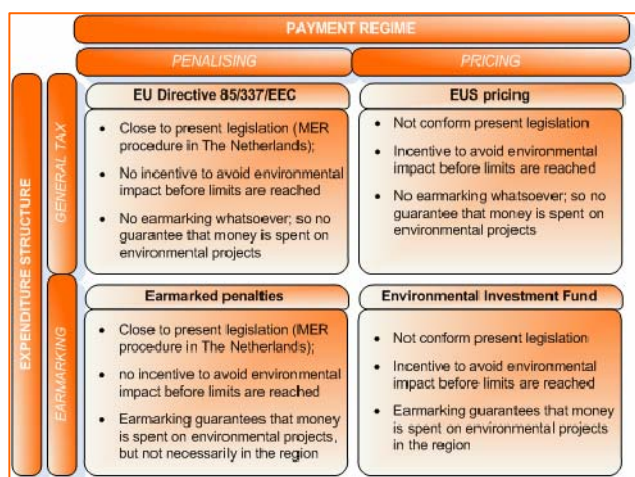 PAYMENT REGIME
PENALISING
PRICING
EXPENDITURE STRUCTURE
GENERAL TAX
EU Directive 85/337/EEC
• Close to present legislation (MER
procedure in The Netherlands);
• No incentive to avoid environmental
impact before limits are reached
• No earmarking whatsoever; so no
guarantee that money is spent on
environmental projects
EUS pricing
• Not conform present legislation
• Incentive to avoid environmental
impact before limits are reached
• No earmarking whatsoever; so no
guarantee that money is spent on
environmental projects
EARMARKING
Earmarked penalties
• Close to present legislation (MER
procedure in The Netherlands);
• no incentive to avoid environmental
impact before limits are reached
• Earmarking guarantees that money
is spent on environmental projects,
but not necessarily in the region
Environmental Investment Fund
• Not conform present legislation
• Incentive to avoid environmental
impact before limits are reached
• Earmarking guarantees that money
is spent on environmental projects
in the region